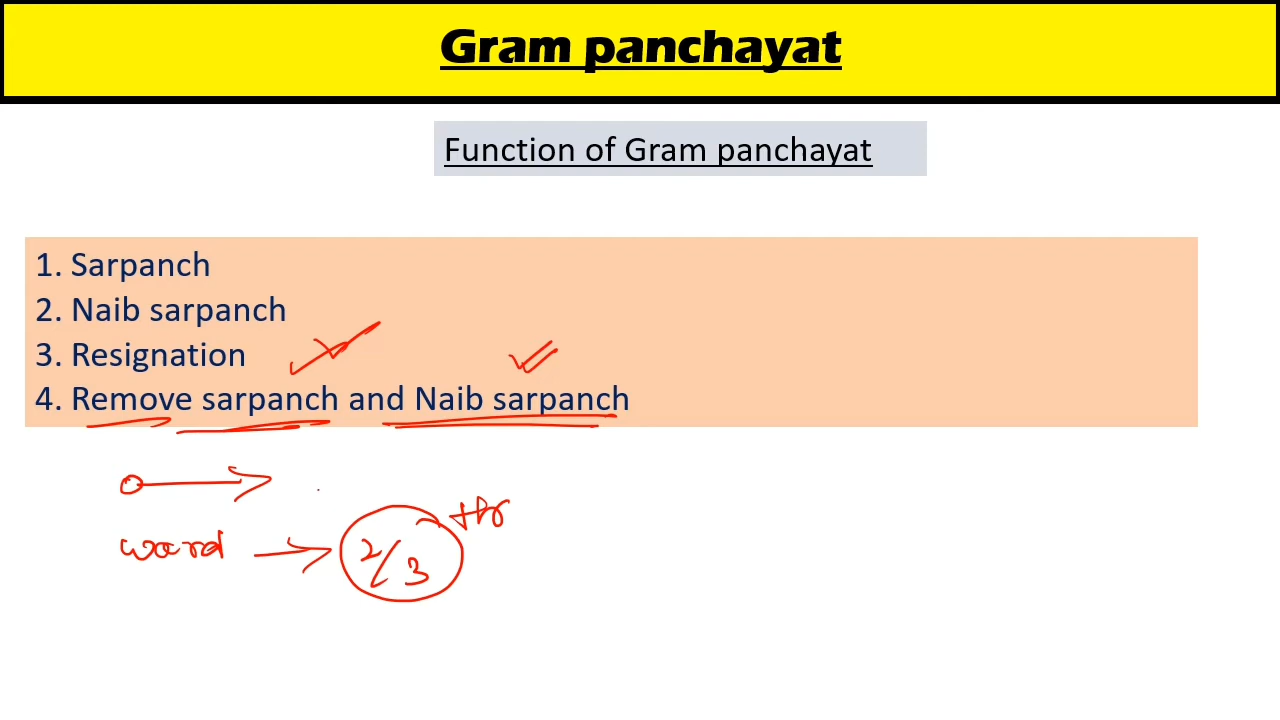 Gram panchayat
Function of Gram panchayat
1. Sarpanch
2. Naib sarpanch
3. Resignation
4. Remove sarpanch and Naib sarpanch
ward 2/3